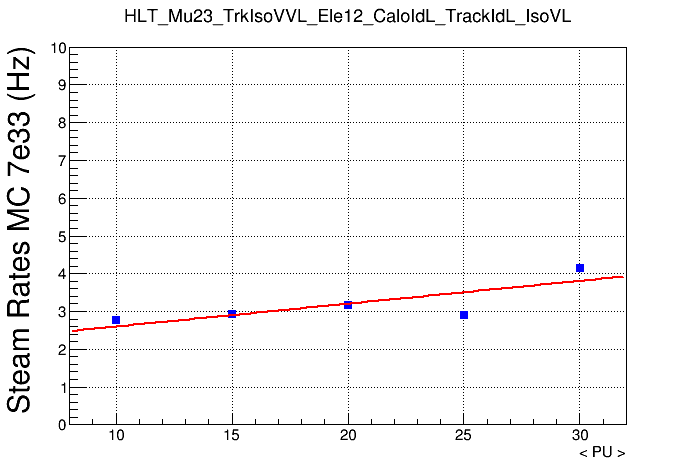 HLT_Mu23_TrkIsoVVL_Ele12_CaloIdL_TrackIdL_IsoVL
Steam Rates MC 7e33 (Hz)
10
9
8
7
6
5
4
3
2
1
0
10 15 20 25 30
< PU >